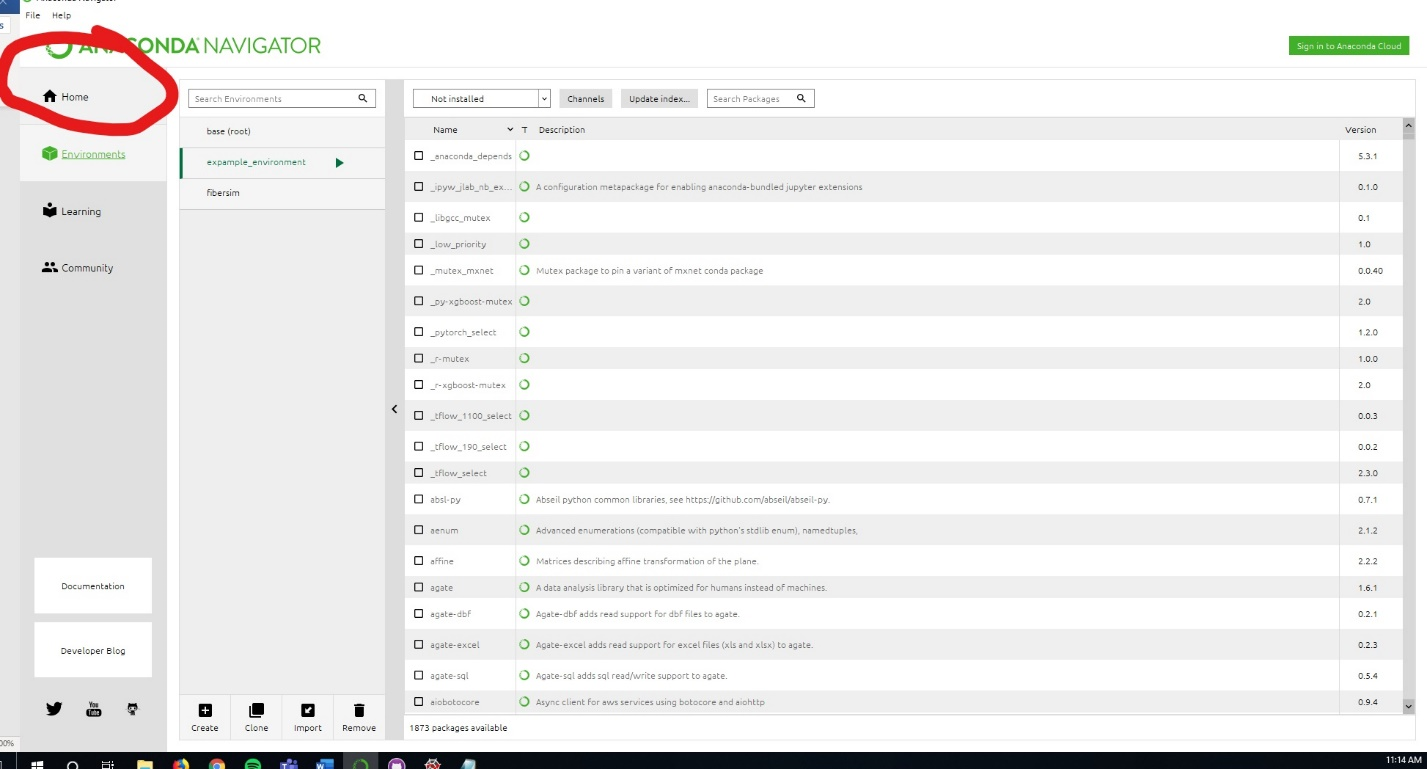 File Help
ANACONDA NAVIGATOR
Sign in to Anaconda Cloud
Home
Environments
Learning
Community
Documentation
Developer Blog
You Tube
Search Environments
base (root)
expample_environment
fibersim
Create Clone Import Remove
Not installed Channels Update index... Search Packages
Name T Description Version
_anaconda_depends 5.3.1
_ipyw_jlab_nb_ex... A configuration metapackage for enabling anaconda-bundled jupyter extensions 0.1.0
_libgcc_mutex 0.1
_low_priority 1.0
_mutex_mxnet Mutex package to pin a variant of mxnet conda package 0.0.40
_py-xgboost-mutex 2.0
_pytorch_select 1.2.0
_r-mutex 1.0.0
_r-xgboost-mutex 2.0
_tflow_1100_select 0.0.3
_tflow_190_select 0.0.2
_tflow_select 2.3.0
absl-py Abseil python common libraries, see https://github.com/abseil/abseil-py. 0.7.1
aenum Advanced enumerations (compatible with python's stdlib enum), namedtuples, 2.1.2
affine Matrices describing affine transformation of the plane. 2.2.2
agate A data analysis library that is optimized for humans instead of machines. 1.6.1
agate-dbf Agate-dbf adds read support for dbf files to agate. 0.2.1
agate-excel Agate-excel adds read support for excel files (xls and xlsx) to agate. 0.2.3
agate-sql Agate-sql adds sql read/write support to agate. 0.5.4
aiobotocore Async client for aws services using botocore and aiohttp 0.9.4
1873 packages available
11:14 AM